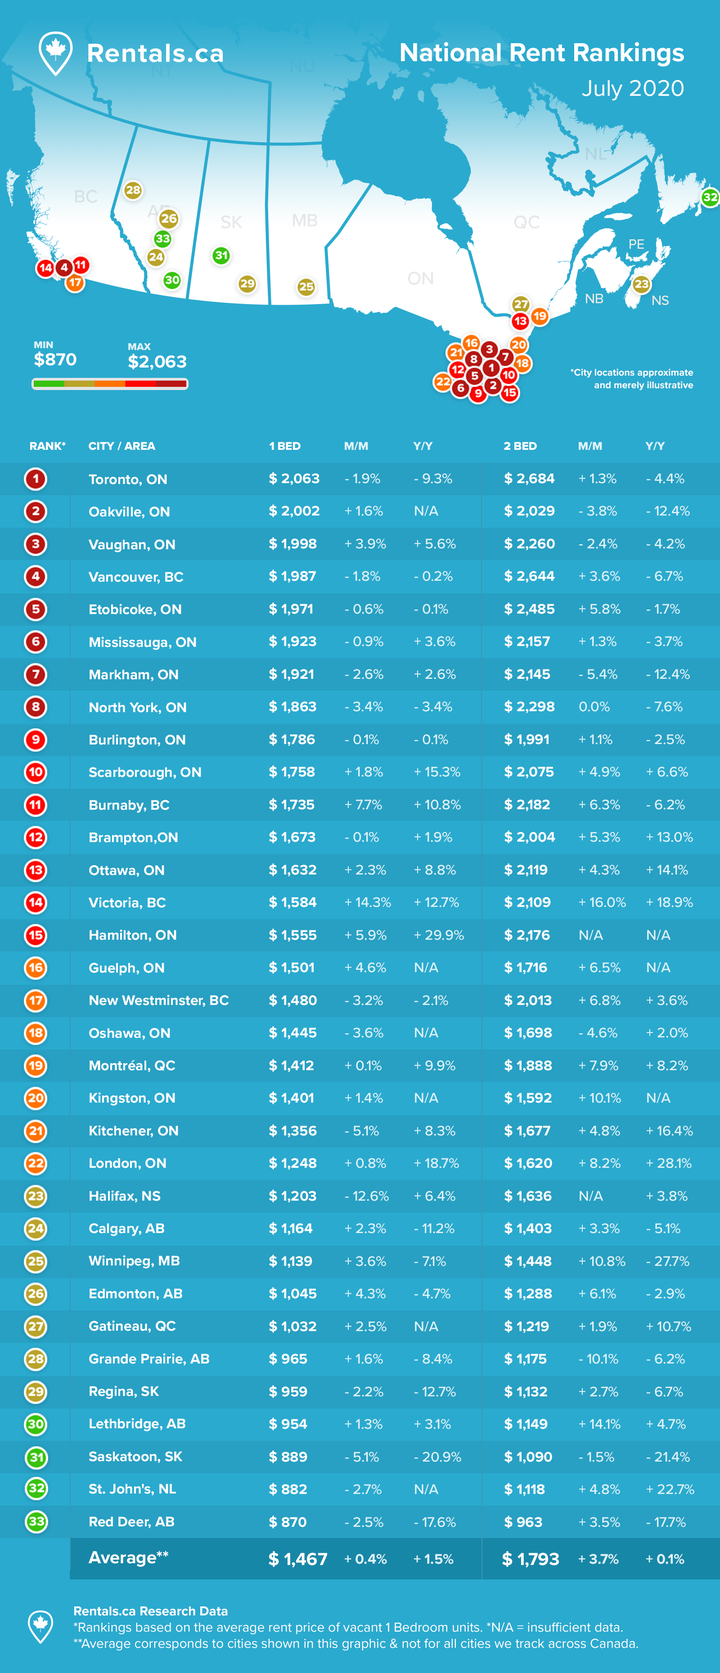 Rentals.ca
National Rent Rankings
July 2020
NT
NU
NL
BC
28
AB
26
33
24
30
SK
31
29
MB
25
ON
QC
PE
NB
NS
32
23
14
4
11
17
27
13
19
16
3
20
21
8
7
18
12
5
1
10
22
6
9
2
15
MIN
$870
MAX
$2,063
*City locations approximate
and merely illustrative
RANK* CITY / AREA 1 BED M/M Y/Y 2 BED M/M Y/Y
1 Toronto, ON $ 2,063 - 1.9% - 9.3% $ 2,684 + 1.3% - 4.4%
2 Oakville, ON $ 2,002 + 1.6% N/A $ 2,029 - 3.8% - 12.4%
3 Vaughan, ON $ 1,998 + 3.9% + 5.6% $ 2,260 - 2.4% - 4.2%
4 Vancouver, BC $ 1,987 - 1.8% - 0.2% $ 2,644 + 3.6% - 6.7%
5 Etobicoke, ON $ 1,971 - 0.6% - 0.1% $ 2,485 + 5.8% - 1.7%
6 Mississauga, ON $ 1,923 - 0.9% + 3.6% $ 2,157 + 1.3% - 3.7%
7 Markham, ON $ 1,921 - 2.6% + 2.6% $ 2,145 - 5.4% - 12.4%
8 North York, ON $ 1,863 - 3.4% - 3.4% $ 2,298 0.0% - 7.6%
9 Burlington, ON $ 1,786 - 0.1% - 0.1% $ 1,991 + 1.1% - 2.5%
10 Scarborough, ON $ 1,758 + 1.8% + 15.3% $ 2,075 + 4.9% + 6.6%
11 Burnaby, BC $ 1,735 + 7.7% + 10.8% $ 2,182 + 6.3% - 6.2%
12 Brampton,ON $ 1,673 - 0.1% + 1.9% $ 2,004 + 5.3% + 13.0%
13 Ottawa, ON $ 1,632 + 2.3% + 8.8% $ 2,119 + 4.3% + 14.1%
14 Victoria, BC $ 1,584 + 14.3% + 12.7% $ 2,109 + 16.0% + 18.9%
15 Hamilton, ON $ 1,555 + 5.9% + 29.9% $ 2,176 N/A N/A
16 Guelph, ON $ 1,501 + 4.6% N/A $ 1,716 + 6.5% N/A
17 New Westminster, BC $ 1,480 - 3.2% - 2.1% $ 2,013 + 6.8% + 3.6%
18 Oshawa, ON $ 1,445 - 3.6% N/A $ 1,698 - 4.6% + 2.0%
19 Montréal, QC $ 1,412 + 0.1% + 9.9% $ 1,888 + 7.9% + 8.2%
20 Kingston, ON $ 1,401 + 1.4% N/A $ 1,592 + 10.1% N/A
21 Kitchener, ON $ 1,356 - 5.1% + 8.3% $ 1,677 + 4.8% + 16.4%
22 London, ON $ 1,248 + 0.8% + 18.7% $ 1,620 + 8.2% + 28.1%
23 Halifax, NS $ 1,203 - 12.6% + 6.4% $ 1,636 N/A + 3.8%
24 Calgary, AB $ 1,164 + 2.3% - 11.2% $ 1,403 + 3.3% - 5.1%
25 Winnipeg, MB $ 1,139 + 3.6% - 7.1% $ 1,448 + 10.8% - 27.7%
26 Edmonton, AB $ 1,045 + 4.3% - 4.7% $ 1,288 + 6.1% - 2.9%
27 Gatineau, QC $ 1,032 + 2.5% N/A $ 1,219 + 1.9% + 10.7%
28 Grande Prairie, AB $ 965 + 1.6% - 8.4% $ 1,175 - 10.1% - 6.2%
29 Regina, SK $ 959 - 2.2% - 12.7% $ 1,132 + 2.7% - 6.7%
30 Lethbridge, AB $ 954 + 1.3% + 3.1% $ 1,149 + 14.1% + 4.7%
31 Saskatoon, SK $ 889 - 5.1% - 20.9% $ 1,090 - 1.5% - 21.4%
32 St. John's, NL $ 882 - 2.7% N/A $ 1,118 + 4.8% + 22.7%
33 Red Deer, AB $ 870 - 2.5% - 17.6% $ 963 + 3.5% - 17.7%
Average** $ 1,467 + 0.4% + 1.5% $ 1,793 + 3.7% + 0.1%
Rentals.ca Research Data
*Rankings based on the average rent price of vacant 1 Bedroom units. *N/A = insufficient data.
**Average corresponds to cities shown in this graphic & not for all cities we track across Canada.